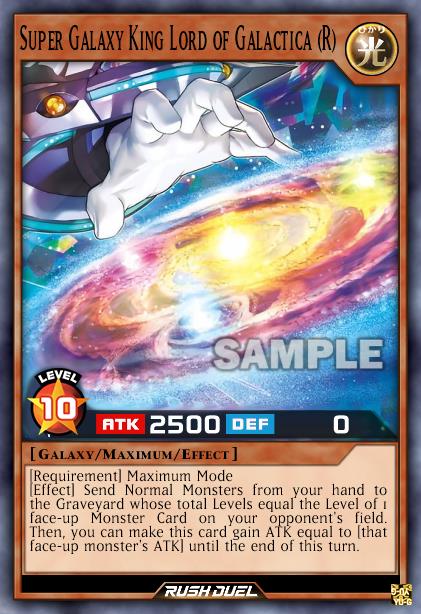 Super Galaxy King Lord of Galactica (R)
ひかり
光
SAMPLE
LEVEL
10
ATK 2500 DEF 0
[Galaxy/Maximum/Effect]
[Requirement] Maximum Mode
[Effect] Send Normal Monsters from your hand to
the Graveyard whose total Levels equal the Level of 1
face-up Monster Card on your opponent's field.
Then, you can make this card gain ATK equal to [that
face-up monster's ATK] until the end of this turn.
RUSH DUEL